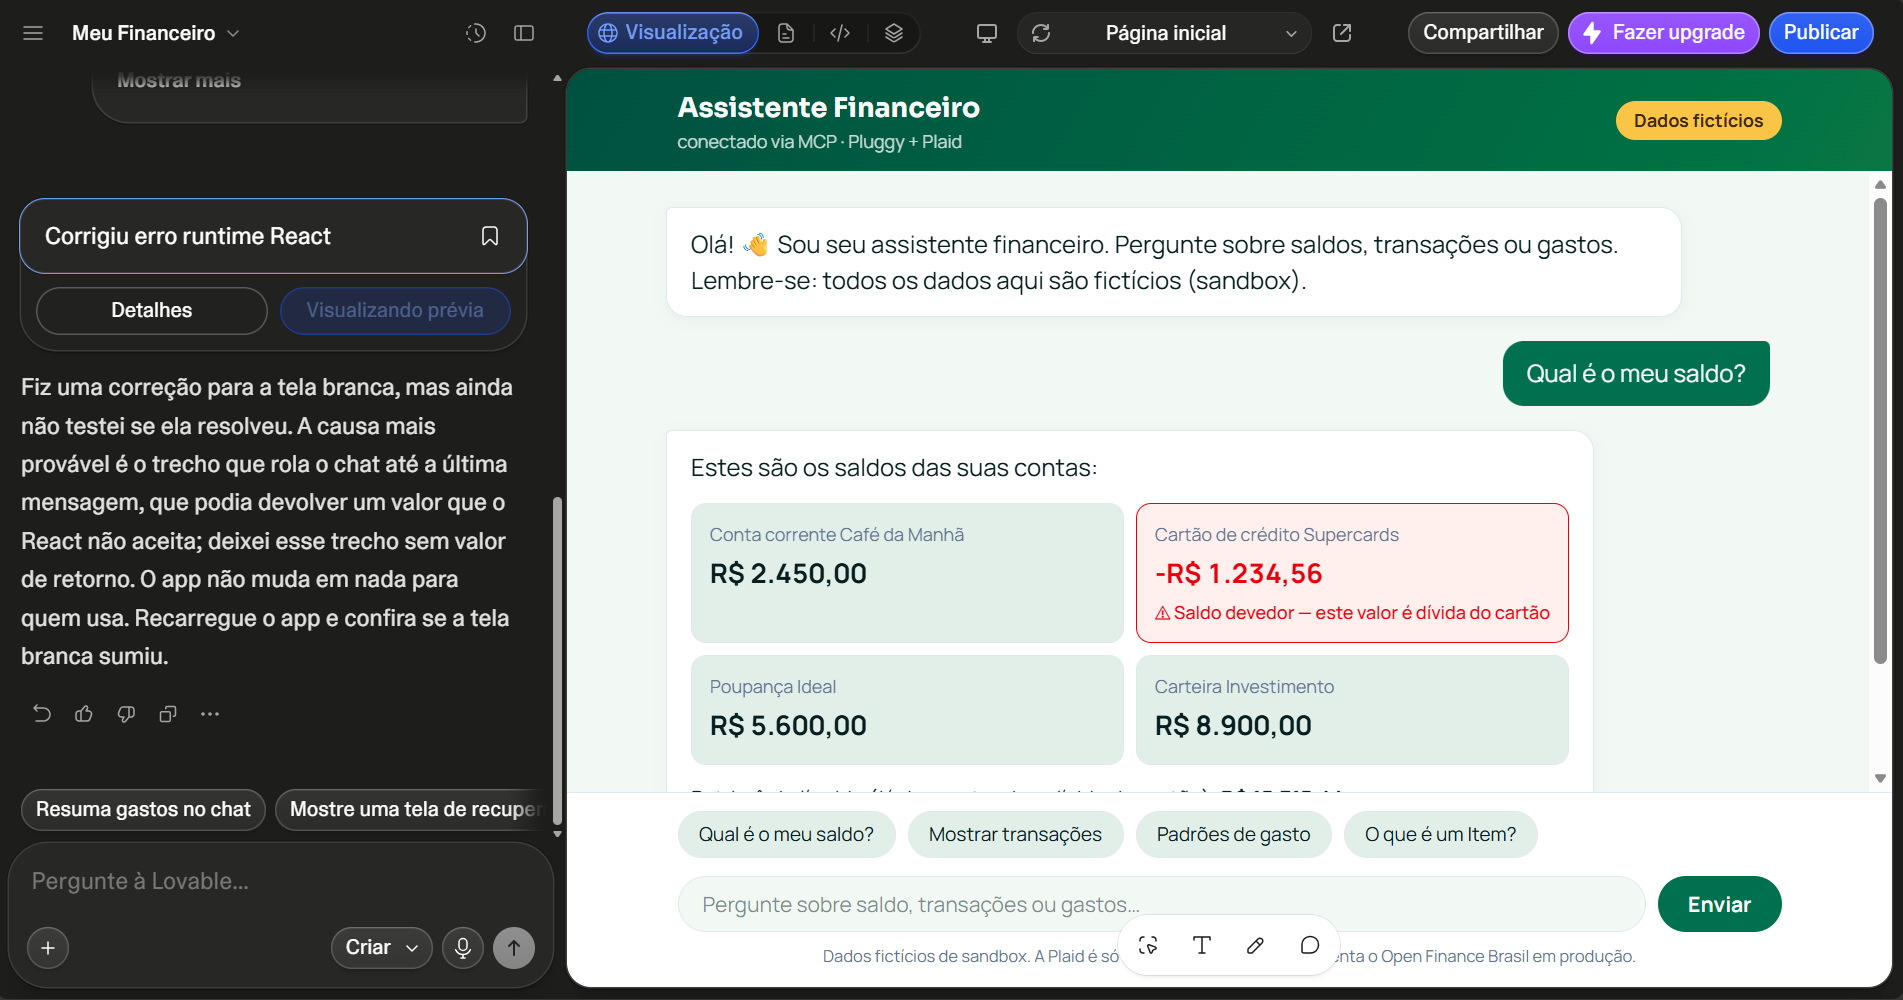 Meu Financeiro
Visualização
Página inicial
Compartilhar
Fazer upgrade
Publicar
Mostrar mais
Corrigiu erro runtime React
Detalhes
Visualizando prévia
Fiz uma correção para a tela branca, mas ainda
não testei se ela resolveu. A causa mais
provável é o trecho que rola o chat até a última
mensagem, que podia devolver um valor que o
React não aceita; deixei esse trecho sem valor
de retorno. O app não muda em nada para
quem usa. Recarregue o app e confira se a tela
branca sumiu.
Resuma gastos no chat
Mostre uma tela de recuper
Pergunte à Lovable...
Criar
Assistente Financeiro
conectado via MCP · Pluggy + Plaid
Dados fictícios
Olá! 👋 Sou seu assistente financeiro. Pergunte sobre saldos, transações ou gastos.
Lembre-se: todos os dados aqui são fictícios (sandbox).
Qual é o meu saldo?
Estes são os saldos das suas contas:
Conta corrente Café da Manhã
R$ 2.450,00
Cartão de crédito Supercards
-R$ 1.234,56
⚠ Saldo devedor — este valor é dívida do cartão
Poupança Ideal
R$ 5.600,00
Carteira Investimento
R$ 8.900,00
Qual é o meu saldo?
Mostrar transações
Padrões de gasto
O que é um Item?
Pergunte sobre saldo, transações ou gastos...
Enviar
Dados fictícios de sandbox. A Plaid é só
nta o Open Finance Brasil em produção.